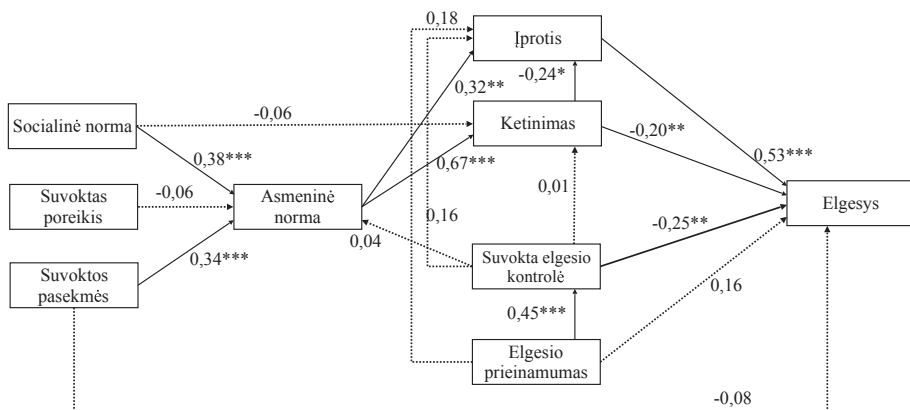 0,18
Įprotis
0,32**
-0,24*
-0,06
Socialinė norma
Ketinimas
0,38***
0,67***
-0,20**
0,53***
Suvoktas
poreikis
-0,06
Asmeninė
norma
0,01
Elgesys
0,16
0,04
-0,25**
Suvoktos
pasekmės
0,34***
Suvokta elgesio
kontrolė
0,16
0,45***
Elgesio
prieinamumas
-0,08